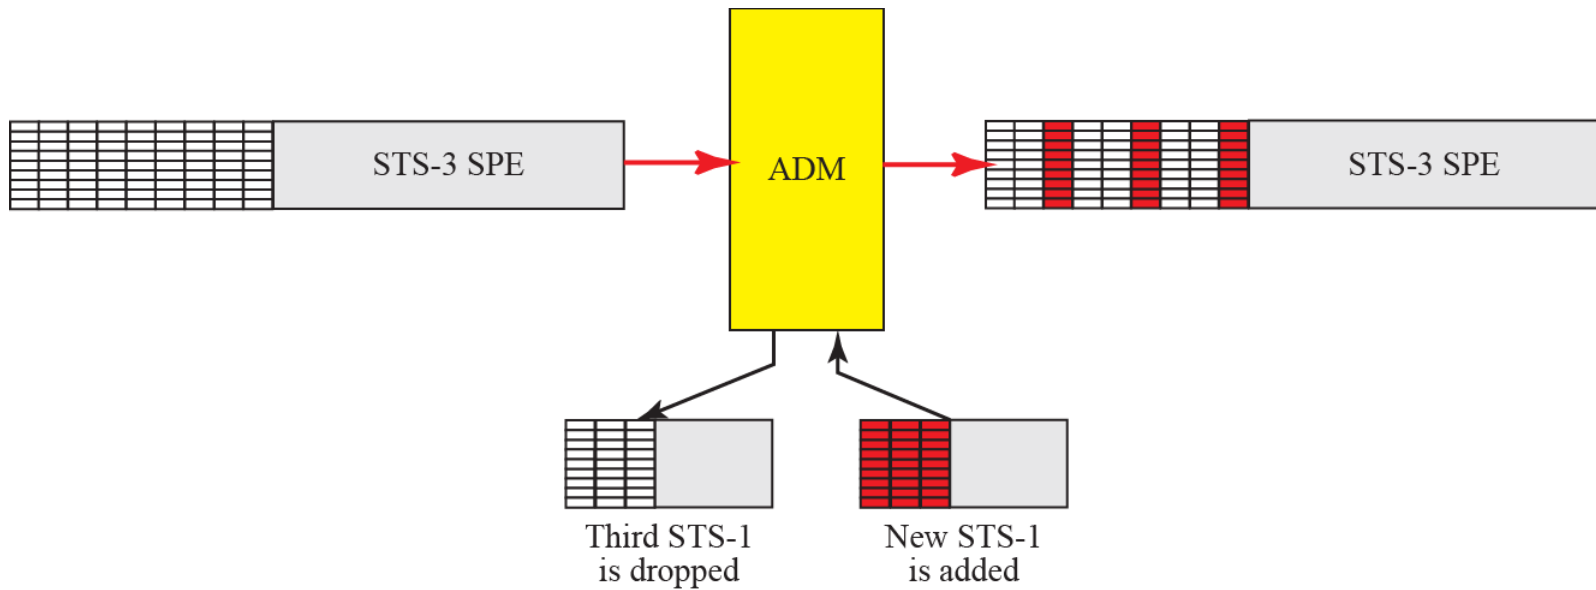 STS-3 SPE
ADM
STS-3 SPE
Third STS-1
is dropped
New STS-1
is added